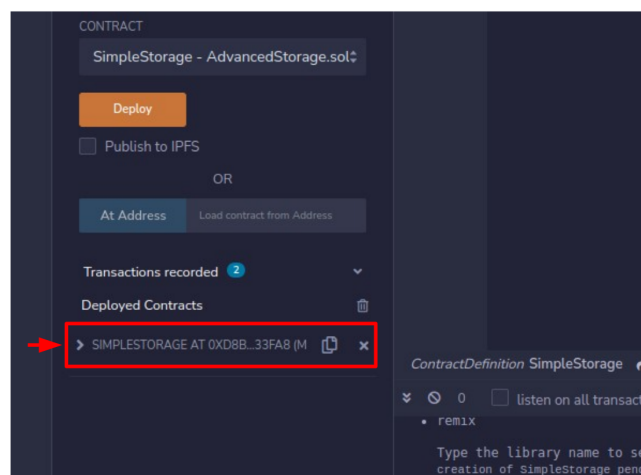 CONTRACT
SimpleStorage - AdvancedStorage.sol
Deploy
Publish to IPFS
OR
At Address Load contract from Address
Transactions recorded 2
Deployed Contracts
SIMPLESTORAGE AT 0XD8B...33FA8 (M
ContractDefinition SimpleStorage
0 listen on all transact
remix
Type the library name to
creation of SimpleStorage